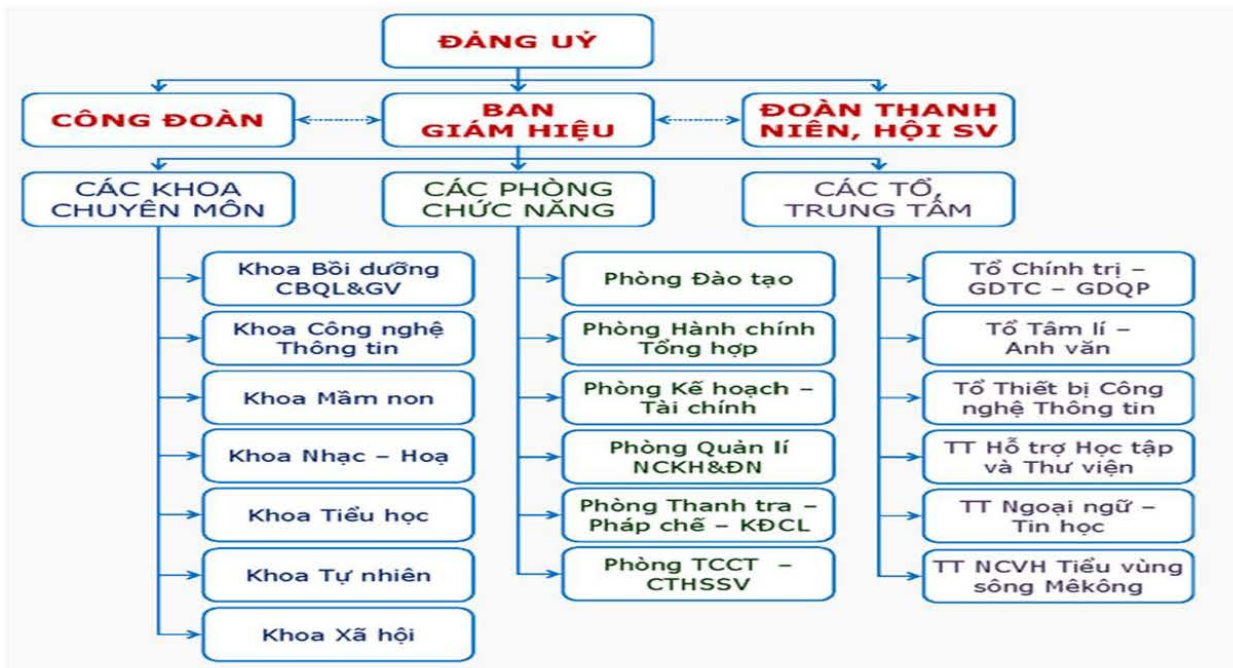 ĐẢNG UỶ
CÔNG ĐOÀN
BAN
GIÁM HIỆU
ĐOÀN THANH
NIÊN, HỘI SV
CÁC KHOA
CHUYÊN MÔN
CÁC PHÒNG
CHỨC NĂNG
CÁC TỔ,
TRUNG TÂM
Khoa Bồi dưỡng
CBQL&GV
Khoa Công nghệ
Thông tin
Khoa Mầm non
Khoa Nhạc – Hoạ
Khoa Tiểu học
Khoa Tự nhiên
Khoa Xã hội
Phòng Đào tạo
Phòng Hành chính
Tổng hợp
Phòng Kế hoạch –
Tài chính
Phòng Quản lí
NCKH&ĐN
Phòng Thanh tra –
Pháp chế – KĐCL
Phòng TCCT –
CTHSSV
Tổ Chính trị –
GDTC – GDQP
Tổ Tâm lí –
Anh văn
Tổ Thiết bị Công
nghệ Thông tin
TT Hỗ trợ Học tập
và Thư viện
TT Ngoại ngữ –
Tin học
TT NCVH Tiểu vùng
sông Mêkông